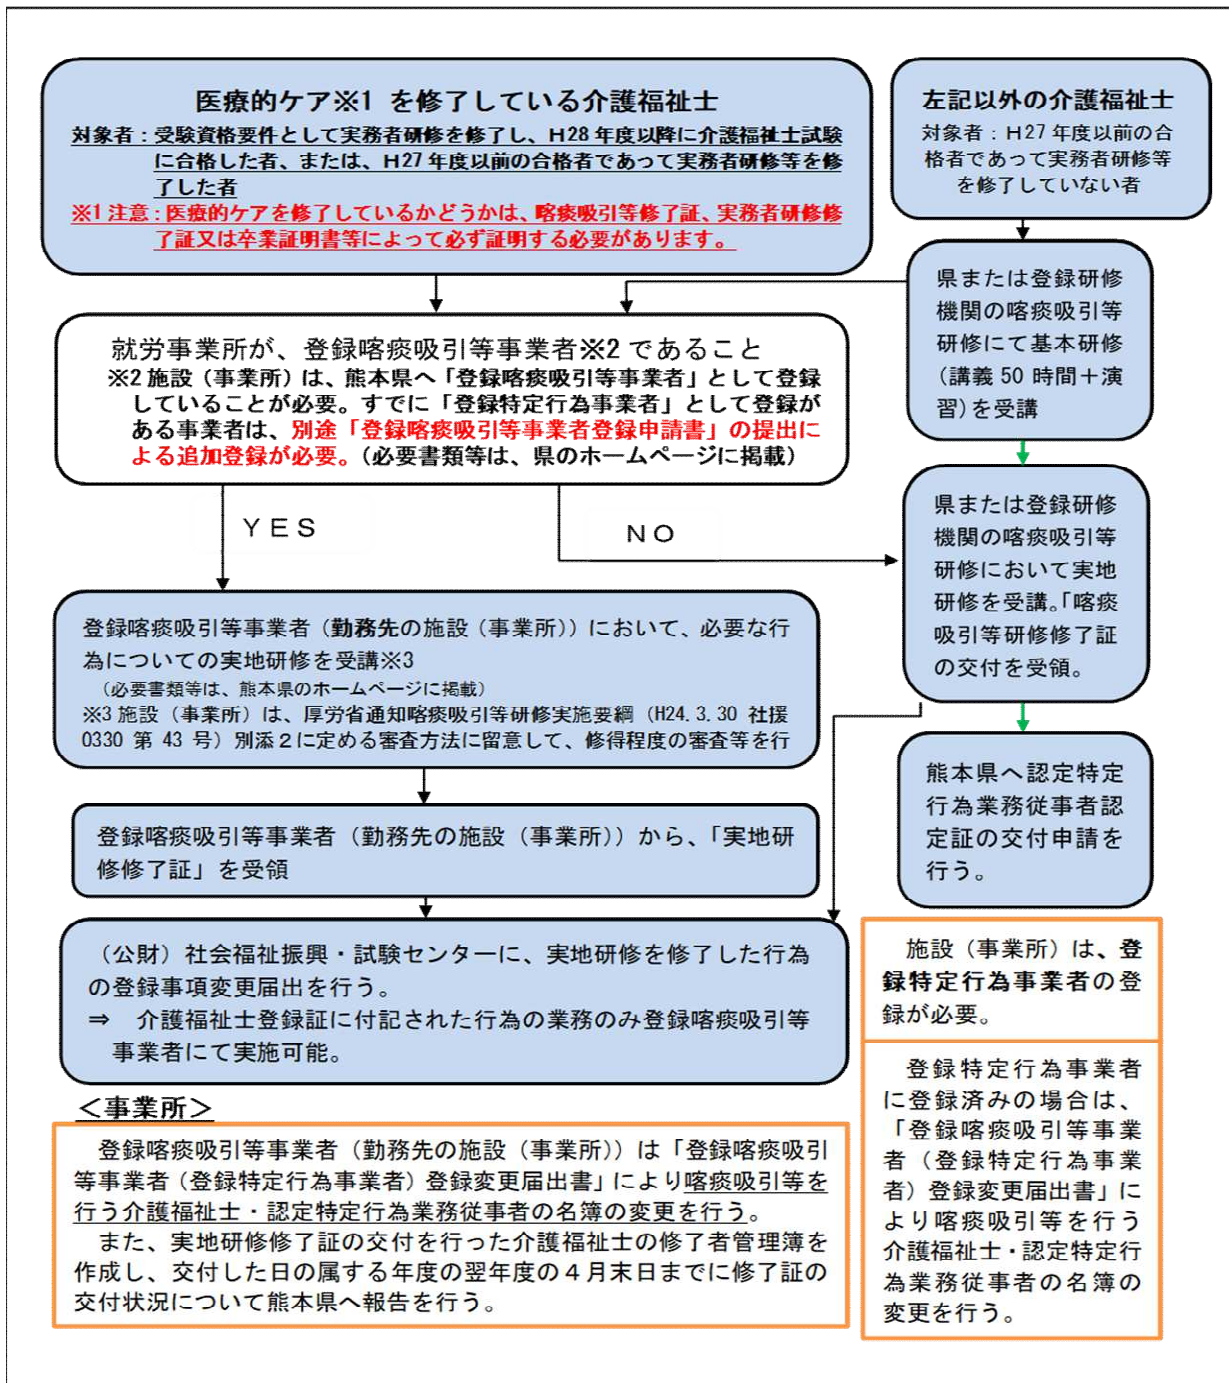 医療的ケア※1 を修了している介護福祉士
対象者：受験資格要件として実務者研修を修了し、H28 年度以降に介護福祉士試験
に合格した者、または、H27 年度以前の合格者であって実務者研修等を修
了した者
※1 注意：医療的ケアを修了しているかどうかは、喀痰吸引等修了証、実務者研修修
了証又は卒業証明書等によって必ず証明する必要があります。
左記以外の介護福祉士
対象者：H27 年度以前の合
格者であって実務者研修等
を修了していない者
県または登録研修
機関の喀痰吸引等
研修にて基本研修
（講義 50 時間＋演
習）を受講
就労事業所が、登録喀痰吸引等事業者※2 であること
※2 施設（事業所）は、熊本県へ「登録喀痰吸引等事業者」として登録
していることが必要。すでに「登録特定行為事業者」として登録が
ある事業者は、別途「登録喀痰吸引等事業者登録申請書」の提出に
よる追加登録が必要。（必要書類等は、県のホームページに掲載）
YES
NO
県または登録研修
機関の喀痰吸引等
研修において実地
研修を受講。「喀痰
吸引等研修修了証
の交付を受領。
登録喀痰吸引等事業者（勤務先の施設（事業所））において、必要な行
為についての実地研修を受講※3
（必要書類等は、熊本県のホームページに掲載）
※3 施設（事業所）は、厚労省通知喀痰吸引等研修実施要綱（H24.3.30 社援
0330 第 43 号）別添２に定める審査方法に留意して、修得程度の審査等を行
熊本県へ認定特定
行為業務従事者認
定証の交付申請を
行う。
登録喀痰吸引等事業者（勤務先の施設（事業所））から、「実地研
修修了証」を受領
（公財）社会福祉振興・試験センターに、実地研修を修了した行為
の登録事項変更届出を行う。
⇒　介護福祉士登録証に付記された行為の業務のみ登録喀痰吸引等
事業者にて実施可能。
施設（事業所）は、登
録特定行為事業者の登
録が必要。
登録特定行為事業者
に登録済みの場合は、
「登録喀痰吸引等事業
者（登録特定行為事業
者）登録変更届出書」に
より喀痰吸引等を行う
介護福祉士・認定特定行
為業務従事者の名簿の
変更を行う。
＜事業所＞
登録喀痰吸引等事業者（勤務先の施設（事業所））は「登録喀痰吸引
等事業者（登録特定行為事業者）登録変更届出書」により喀痰吸引等を
行う介護福祉士・認定特定行為業務従事者の名簿の変更を行う。
また、実地研修修了証の交付を行った介護福祉士の修了者管理簿を
作成し、交付した日の属する年度の翌年度の４月末日までに修了証の
交付状況について熊本県へ報告を行う。